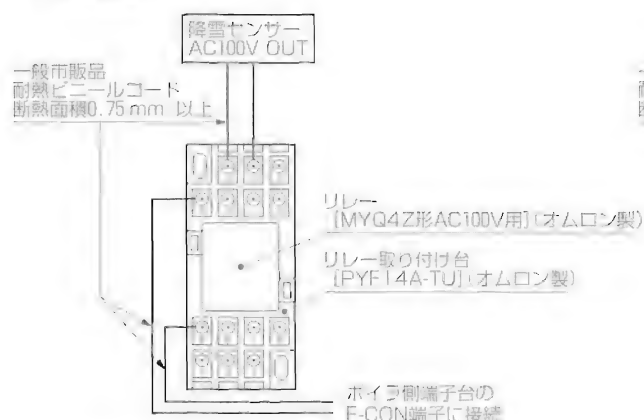 降雪センサー
AC100V OUT
一般市販品
耐熱ビニールコード
断熱面積0.75mm 以上
リレー
[MYQ4Z形AC100V用](オムロン製)
リレー取り付け台
[PYF14A-TU](オムロン製)
ボイラ側端子台の
F-CON端子に接続